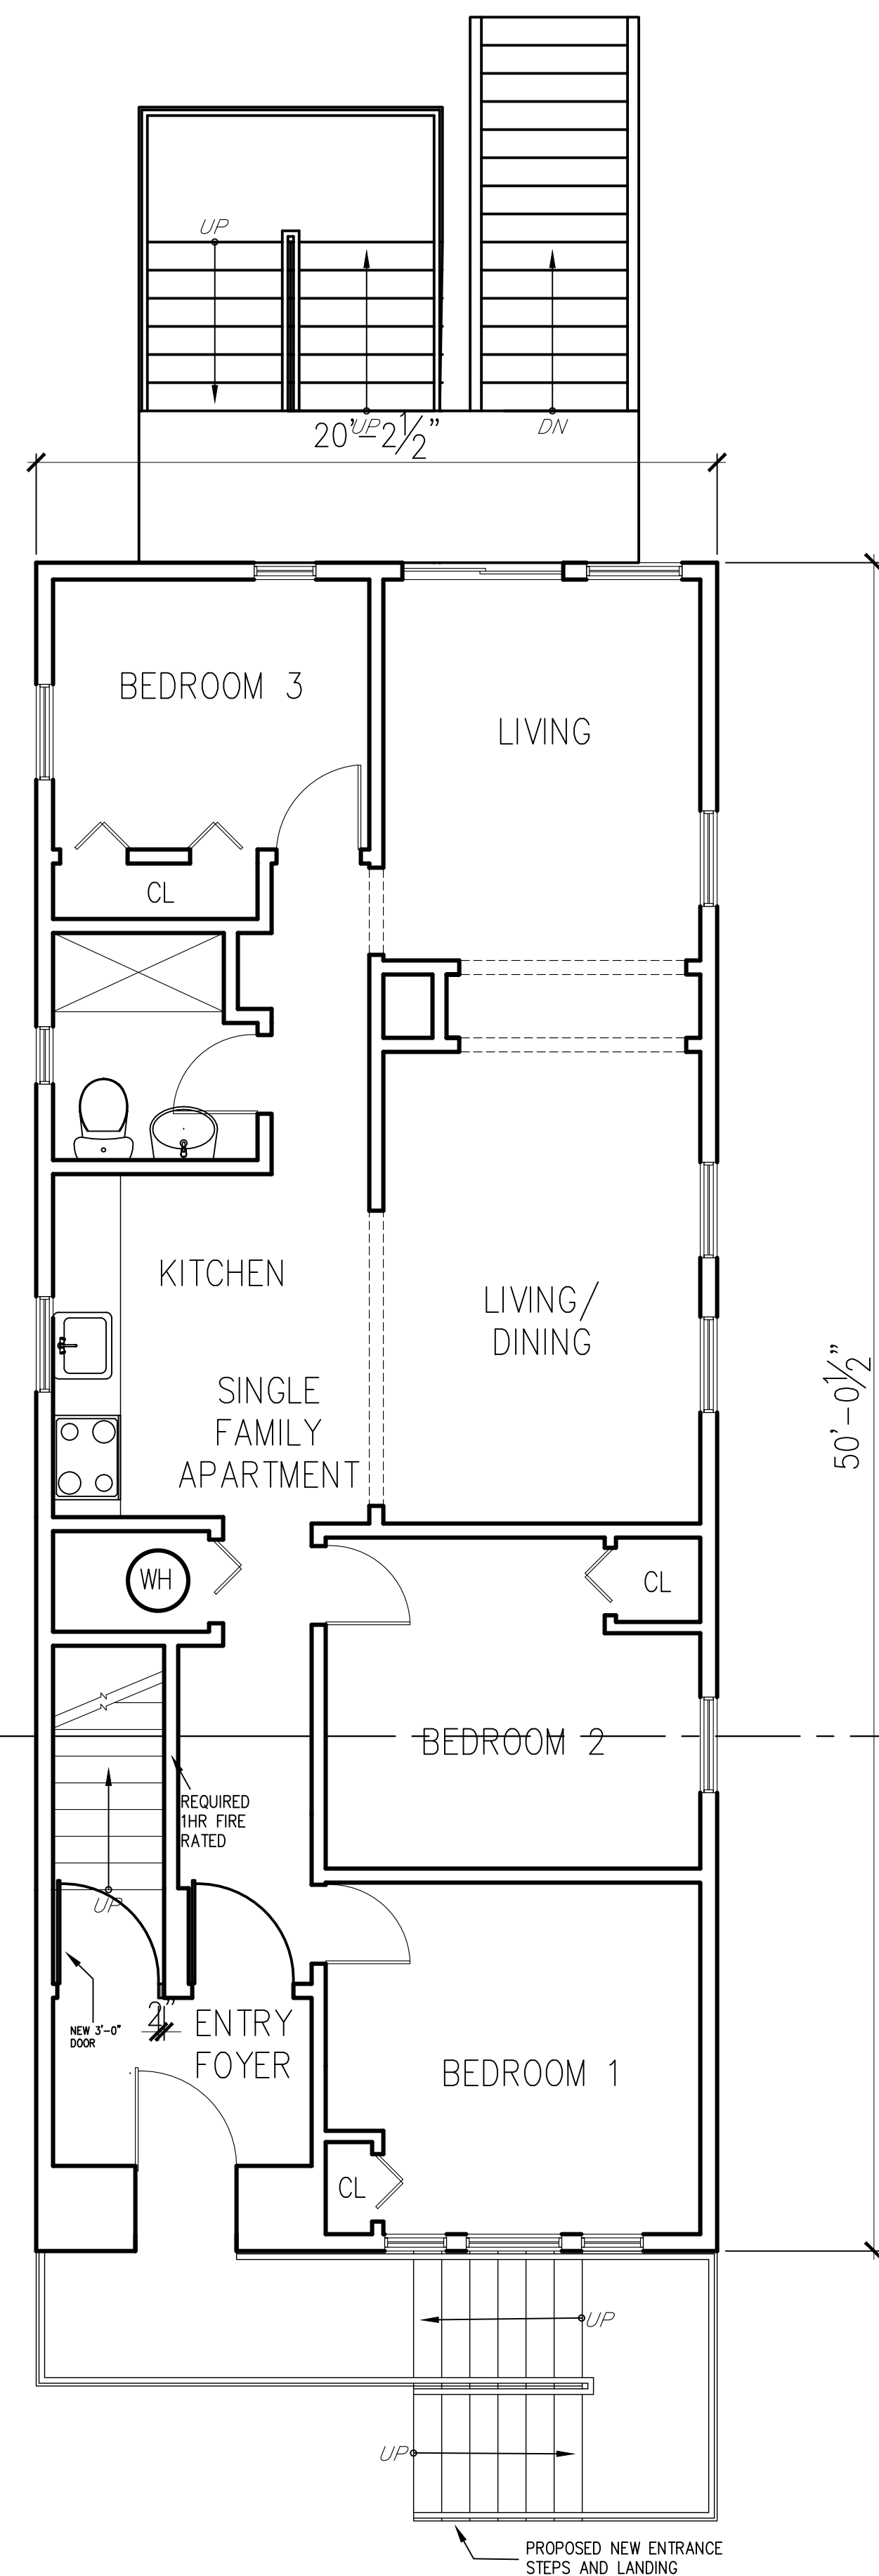 UP
UP
DN
20'-2½"
BEDROOM 3
LIVING
CL
KITCHEN
LIVING/
DINING
50'-0½"
SINGLE
FAMILY
APARTMENT
WH
CL
BEDROOM 2
REQUIRED
1HR FIRE
RATED
UP
NEW 3'-0"
DOOR
2"
ENTRY
FOYER
BEDROOM 1
CL
UP
UP
PROPOSED NEW ENTRANCE
STEPS AND LANDING